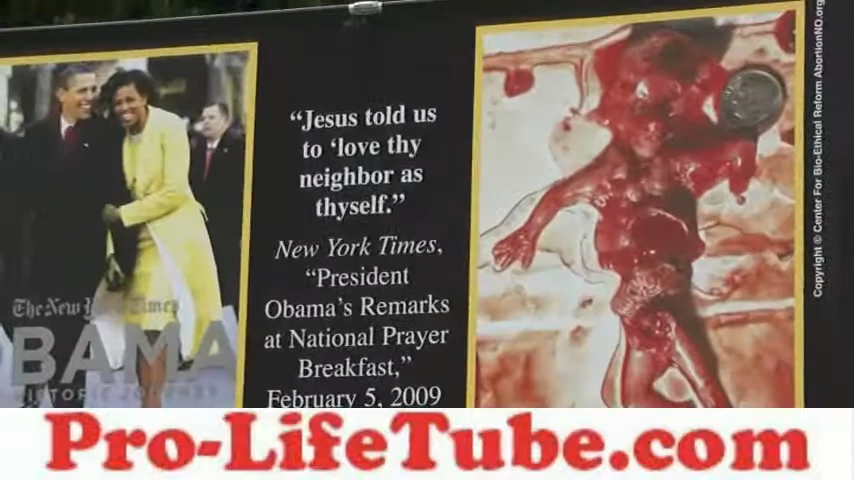 The New York Times
OBAMA
HISTORIC JOURNEY
“Jesus told us
to ‘love thy
neighbor as
thyself.”
New York Times,
“President
Obama’s Remarks
at National Prayer
Breakfast,”
February 5, 2009
Copyright © Center For Bio-Ethical Reform AbortionNO.org
Pro-LifeTube.com